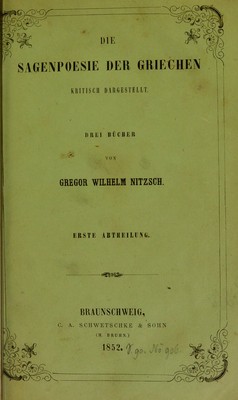 DIE
SAGENPOESIE DER GRIECHEN
KRITISCH DARGESTELLT.
DREI BÜCHER
VON
GREGOR WILHELM NITZSCH.
ERSTE ABTHEILUNG.
BRAUNSCHWEIG,
C. A. SCHWETSCHKE & SOHN
(M. BRUHN.)
1852.